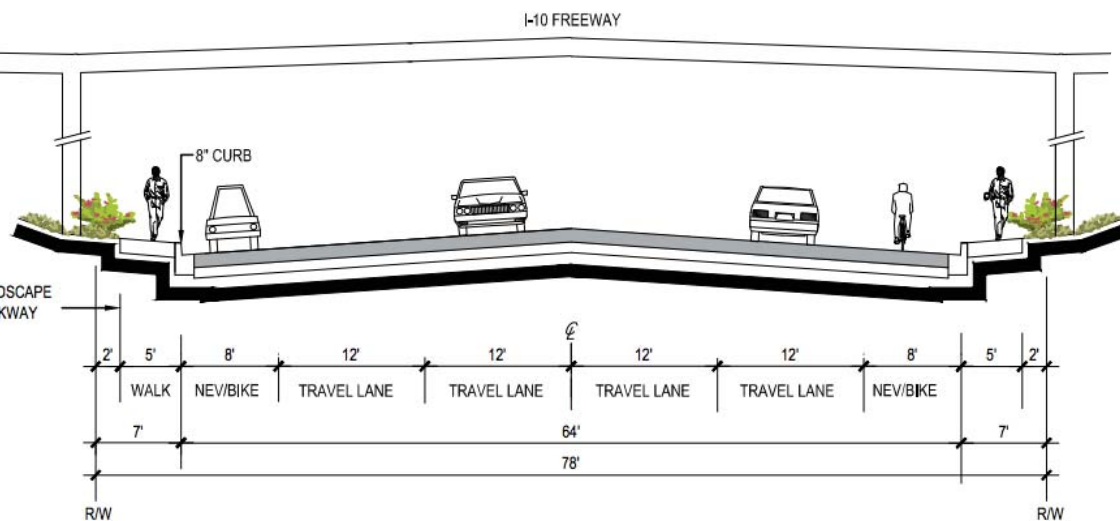 I-10 FREEWAY
8" CURB
DSCAPE
KWAY
℄
2' 5' 8' 12' 12' 12' 12' 8' 5' 2'
WALK NEV/BIKE TRAVEL LANE TRAVEL LANE TRAVEL LANE TRAVEL LANE NEV/BIKE
7' 64' 7'
78'
R/W R/W